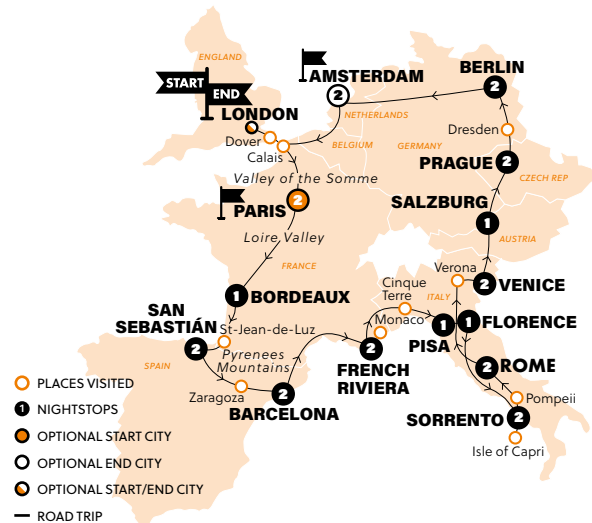 ENGLAND
START
END
LONDON
Dover
Calais
AMSTERDAM
2
NETHERLANDS
BELGIUM
GERMANY
BERLIN
2
Dresden
PRAGUE
2
CZECH REP
Valley of the Somme
PARIS
2
Loire Valley
FRANCE
SALZBURG
1
AUSTRIA
Verona
VENICE
2
1
BORDEAUX
Cinque
Terre
Monaco
ITALY
1
1
FLORENCE
PISA
SAN
SEBASTIÁN
2
St-Jean-de-Luz
Pyrenees
Mountains
SPAIN
Zaragoza
2
BARCELONA
2
FRENCH
RIVIERA
2
ROME
Pompeii
SORRENTO
2
Isle of Capri
PLACES VISITED
1
NIGHTSTOPS
OPTIONAL START CITY
OPTIONAL END CITY
OPTIONAL START/END CITY
ROAD TRIP